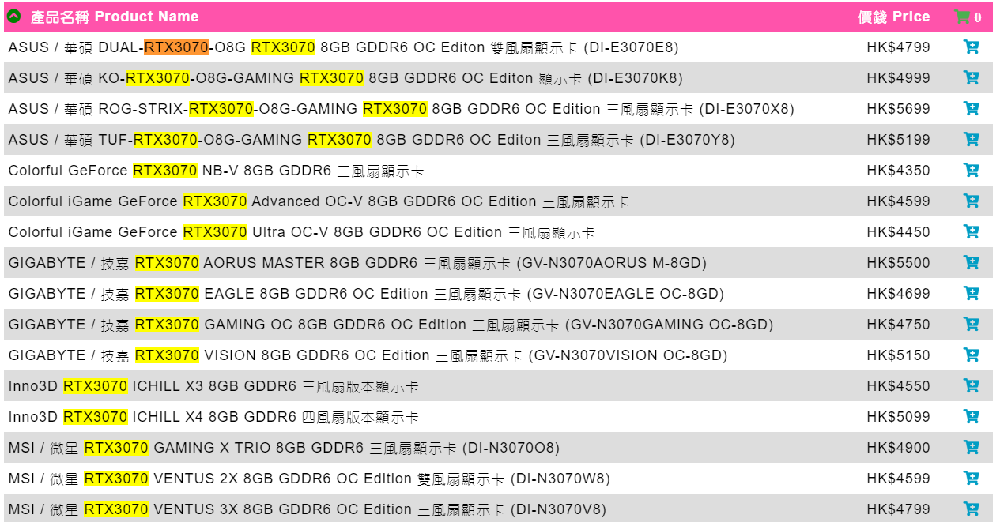 產品名稱 Product Name 價錢 Price 0
ASUS / 華碩 DUAL-RTX3070-O8G RTX3070 8GB GDDR6 OC Editon 雙風扇顯示卡 (DI-E3070E8) HK$4799
ASUS / 華碩 KO-RTX3070-O8G-GAMING RTX3070 8GB GDDR6 OC Editon 顯示卡 (DI-E3070K8) HK$4999
ASUS / 華碩 ROG-STRIX-RTX3070-O8G-GAMING RTX3070 8GB GDDR6 OC Edition 三風扇顯示卡 (DI-E3070X8) HK$5699
ASUS / 華碩 TUF-RTX3070-O8G-GAMING RTX3070 8GB GDDR6 OC Editon 三風扇顯示卡 (DI-E3070Y8) HK$5199
Colorful GeForce RTX3070 NB-V 8GB GDDR6 三風扇顯示卡 HK$4350
Colorful iGame GeForce RTX3070 Advanced OC-V 8GB GDDR6 OC Edition 三風扇顯示卡 HK$4599
Colorful iGame GeForce RTX3070 Ultra OC-V 8GB GDDR6 OC Edition 三風扇顯示卡 HK$4450
GIGABYTE / 技嘉 RTX3070 AORUS MASTER 8GB GDDR6 三風扇顯示卡 (GV-N3070AORUS M-8GD) HK$5500
GIGABYTE / 技嘉 RTX3070 EAGLE 8GB GDDR6 OC Edition 三風扇顯示卡 (GV-N3070EAGLE OC-8GD) HK$4699
GIGABYTE / 技嘉 RTX3070 GAMING OC 8GB GDDR6 OC Edition 三風扇顯示卡 (GV-N3070GAMING OC-8GD) HK$4750
GIGABYTE / 技嘉 RTX3070 VISION 8GB GDDR6 OC Edition 三風扇顯示卡 (GV-N3070VISION OC-8GD) HK$5150
Inno3D RTX3070 ICHILL X3 8GB GDDR6 三風扇版本顯示卡 HK$4550
Inno3D RTX3070 ICHILL X4 8GB GDDR6 四風扇版本顯示卡 HK$5099
MSI / 微星 RTX3070 GAMING X TRIO 8GB GDDR6 三風扇顯示卡 (DI-N3070O8) HK$4900
MSI / 微星 RTX3070 VENTUS 2X 8GB GDDR6 OC Edition 雙風扇顯示卡 (DI-N3070W8) HK$4599
MSI / 微星 RTX3070 VENTUS 3X 8GB GDDR6 OC Edition 三風扇顯示卡 (DI-N3070V8) HK$4799